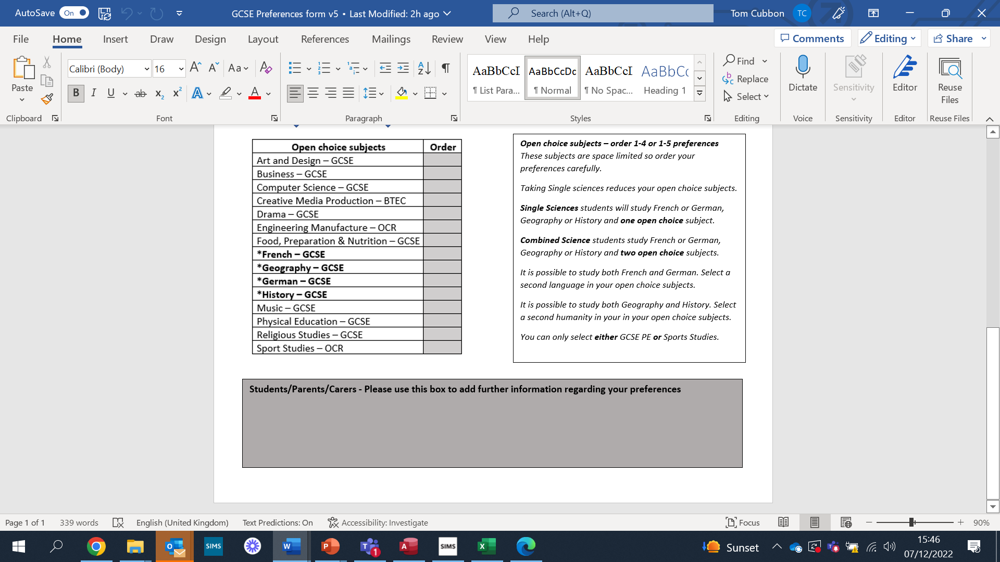 AutoSave On GCSE Preferences form v5 • Last Modified: 2h ago Search (Alt+Q) Tom Cubbon TC
File Home Insert Draw Design Layout References Mailings Review View Help Comments Editing Share
Paste
Clipboard
Calibri (Body) 16
Font
Paragraph
AaBbCcI AaBbCcDc AaBbCcI AaBbCc
¶ List Para... ¶ Normal ¶ No Spac... Heading 1
Styles
Find
Replace
Select
Editing
Dictate
Voice
Sensitivity
Sensitivity
Editor
Editor
Reuse
Files
Reuse Files
Open choice subjects Order
Art and Design – GCSE
Business – GCSE
Computer Science – GCSE
Creative Media Production – BTEC
Drama – GCSE
Engineering Manufacture – OCR
Food, Preparation & Nutrition – GCSE
*French – GCSE
*Geography – GCSE
*German – GCSE
*History – GCSE
Music – GCSE
Physical Education – GCSE
Religious Studies – GCSE
Sport Studies – OCR
Open choice subjects – order 1-4 or 1-5 preferences
These subjects are space limited so order your
preferences carefully.
Taking Single sciences reduces your open choice subjects.
Single Sciences students will study French or German,
Geography or History and one open choice subject.
Combined Science students study French or German,
Geography or History and two open choice subjects.
It is possible to study both French and German. Select a
second language in your open choice subjects.
It is possible to study both Geography and History. Select
a second humanity in your in your open choice subjects.
You can only select either GCSE PE or Sports Studies.
Students/Parents/Carers - Please use this box to add further information regarding your preferences
Page 1 of 1 339 words English (United Kingdom) Text Predictions: On Accessibility: Investigate Focus 90%
SIMS SIMS Sunset 15:46
07/12/2022